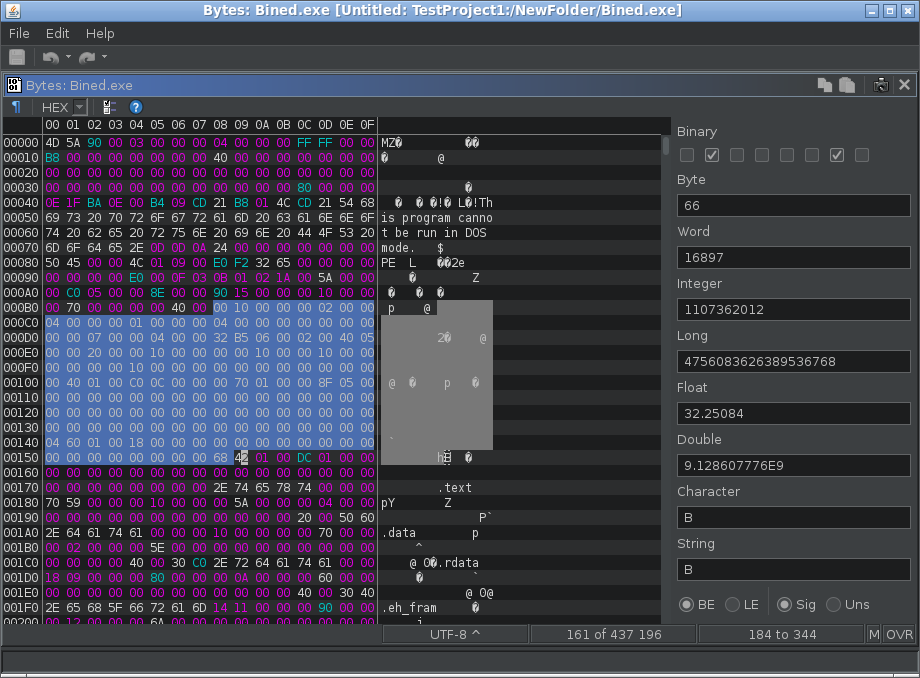 Bytes: Bined.exe [Untitled: TestProject1:/NewFolder/Bined.exe]
File Edit Help
Bytes: Bined.exe
¶ HEX ?
00 01 02 03 04 05 06 07 08 09 0A 0B 0C 0D 0E 0F
00000 4D 5A 90 00 03 00 00 00 04 00 00 00 FF FF 00 00 MZ� ��
00010 B8 00 00 00 00 00 00 00 40 00 00 00 00 00 00 00 � @
00020 00 00 00 00 00 00 00 00 00 00 00 00 00 00 00 00
00030 00 00 00 00 00 00 00 00 00 00 00 00 80 00 00 00 �
00040 0E 1F BA 0E 00 B4 09 CD 21 B8 01 4C CD 21 54 68 � � �!� L�!Th
00050 69 73 20 70 72 6F 67 72 61 6D 20 63 61 6E 6E 6F is program canno
00060 74 20 62 65 20 72 75 6E 20 69 6E 20 44 4F 53 20 t be run in DOS
00070 6D 6F 64 65 2E 0D 0D 0A 24 00 00 00 00 00 00 00 mode. $
00080 50 45 00 00 4C 01 09 00 E0 F2 32 65 00 00 00 00 PE L ��2e
00090 00 00 00 00 E0 00 0F 03 0B 01 02 1A 00 5A 00 00 � Z
000A0 00 C0 05 00 00 8E 00 00 90 15 00 00 00 10 00 00 � � �
000B0 00 70 00 00 00 00 40 00 00 10 00 00 00 02 00 00 p @
000C0 04 00 00 00 01 00 00 00 04 00 00 00 00 00 00 00
000D0 00 00 07 00 00 04 00 00 32 B5 06 00 02 00 40 05 2� @
000E0 00 00 20 00 00 10 00 00 00 00 10 00 00 10 00 00
000F0 00 00 00 00 10 00 00 00 00 00 00 00 00 00 00 00
00100 00 40 01 00 C0 0C 00 00 00 70 01 00 00 8F 05 00 @ � p �
00110 00 00 00 00 00 00 00 00 00 00 00 00 00 00 00 00
00120 00 00 00 00 00 00 00 00 00 00 00 00 00 00 00 00
00130 00 00 00 00 00 00 00 00 00 00 00 00 00 00 00 00
00140 04 60 01 00 18 00 00 00 00 00 00 00 00 00 00 00 `
00150 00 00 00 00 00 00 00 00 68 42 01 00 DC 01 00 00 hB �
00160 00 00 00 00 00 00 00 00 00 00 00 00 00 00 00 00
00170 00 00 00 00 00 00 00 00 2E 74 65 78 74 00 00 00 .text
00180 70 59 00 00 00 10 00 00 00 5A 00 00 00 04 00 00 pY Z
00190 00 00 00 00 00 00 00 00 00 00 00 00 20 00 50 60 P`
001A0 2E 64 61 74 61 00 00 00 10 00 00 00 00 70 00 00 .data p
001B0 00 02 00 00 00 5E 00 00 00 00 00 00 00 00 00 00 ^
001C0 00 00 00 00 40 00 30 C0 2E 72 64 61 74 61 00 00 @ 0�.rdata
001D0 18 09 00 00 00 80 00 00 00 0A 00 00 00 60 00 00 � `
001E0 00 00 00 00 00 00 00 00 00 00 00 00 40 00 30 40 @ 0@
001F0 2E 65 68 5F 66 72 61 6D 14 11 00 00 00 90 00 00 .eh_fram �
00200 00 12 00 00 00 6A 00 00 00 00 00 00 00 00 00 00 j
Binary
Byte
66
Word
16897
Integer
1107362012
Long
4756083626389536768
Float
32.25084
Double
9.128607776E9
Character
B
String
B
BE LE Sig Uns
UTF-8 ^ 161 of 437 196 184 to 344 M OVR